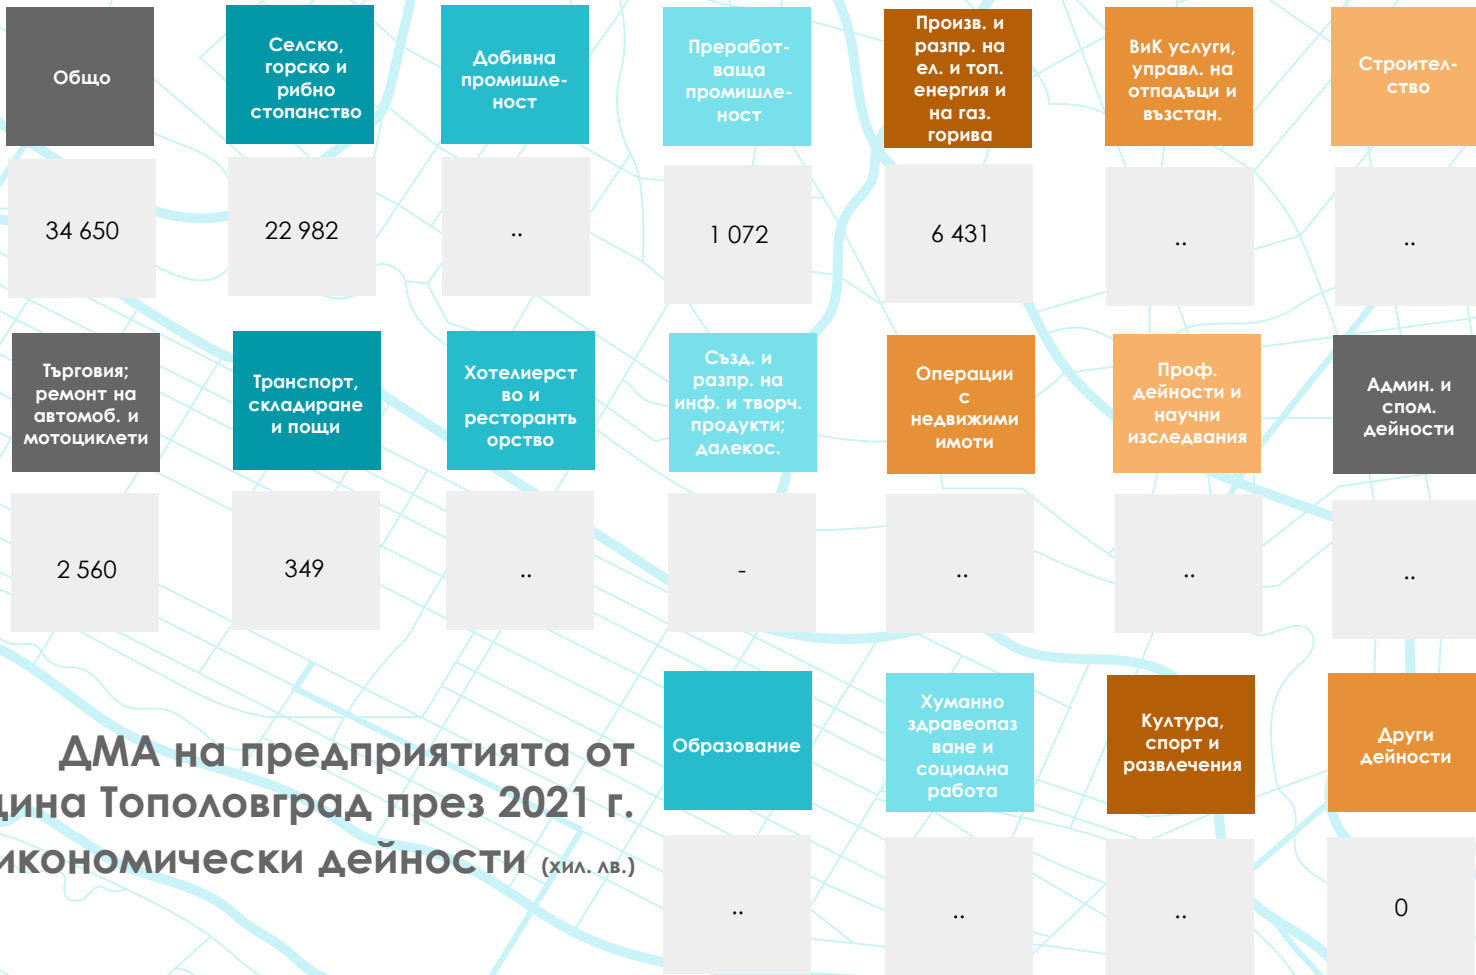 Общо
Селско,
горско и
рибно
стопанство
Добивна
промишле-
ност
Преработ-
ваща
промишле-
ност
Произв. и
разпр. на
ел. и топ.
енергия и
на газ.
горива
ВиК услуги,
управл. на
отпадъци и
възстан.
Строител-
ство
34 650
22 982
..
1 072
6 431
..
..
Търговия;
ремонт на
автомоб. и
мотоциклети
Транспорт,
складиране
и пощи
Хотелиерст
во и
ресторантъ
орство
Създ. и
разпр. на
инф. и творч.
продукти;
далекос.
Операции
с
недвижими
имоти
Проф.
дейности и
научни
изследвания
Админ. и
спом.
дейности
2 560
349
..
-
..
..
..
ДМА на предприятията от
Тополовград през 2021 г.
икономически дейности (хил. лв.)
Образование
Хуманно
здравеопаз
ване и
социална
работа
Култура,
спорт и
развлечения
Други
дейности
..
..
..
0